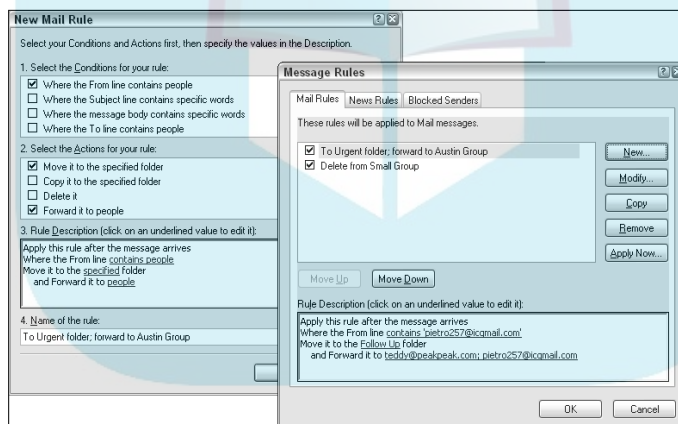 New Mail Rule
Select your Conditions and Actions first, then specify the values in the Description.
1. Select the Conditions for your rule:
Where the From line contains people
Where the Subject line contains specific words
Where the message body contains specific words
Where the To line contains people
2. Select the Actions for your rule:
Move it to the specified folder
Copy it to the specified folder
Delete it
Forward it to people
3. Rule Description (click on an underlined value to edit it):
Apply this rule after the message arrives
Where the From line contains people
Move it to the specified folder
and Forward it to people
4. Name of the rule:
To Urgent folder; forward to Austin Group
Message Rules
Mail Rules
News Rules
Blocked Senders
These rules will be applied to Mail messages.
To Urgent folder; forward to Austin Group
Delete from Small Group
New...
Modify...
Copy
Remove
Apply Now...
Move Up
Move Down
Rule Description (click on an underlined value to edit it):
Apply this rule after the message arrives
Where the From line contains 'pietro257@icqmail.com'
Move it to the Follow Up folder
and Forward it to teddy@peakpeak.com; pietro257@icqmail.com
OK
Cancel